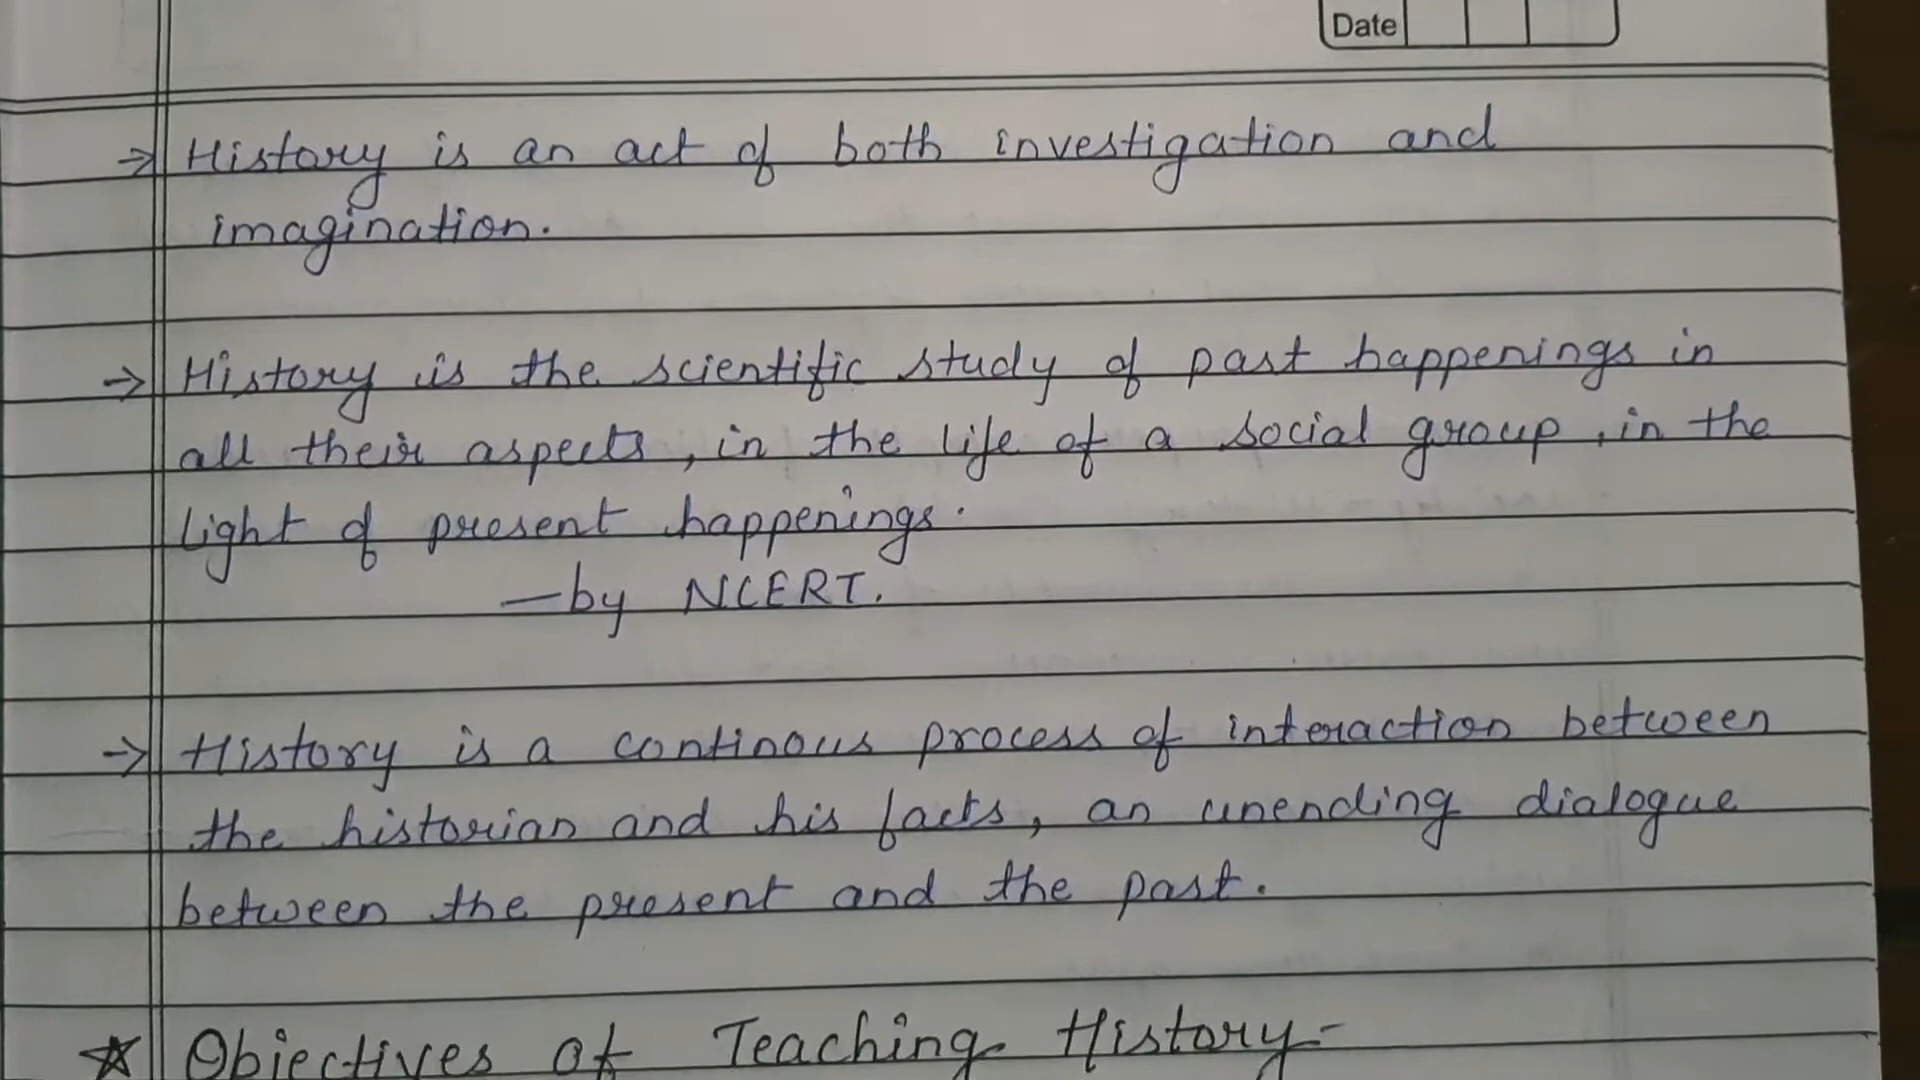 Date
→ History is an act of both investigation and
imagination.
→ History is the scientific study of past happenings in
all their aspects, in the life of a social group, in the
light of present happenings.
— by NCERT.
→ History is a continous process of interaction between
the historian and his facts, an unending dialogue
between the present and the past.
☆ Objectives of Teaching History-